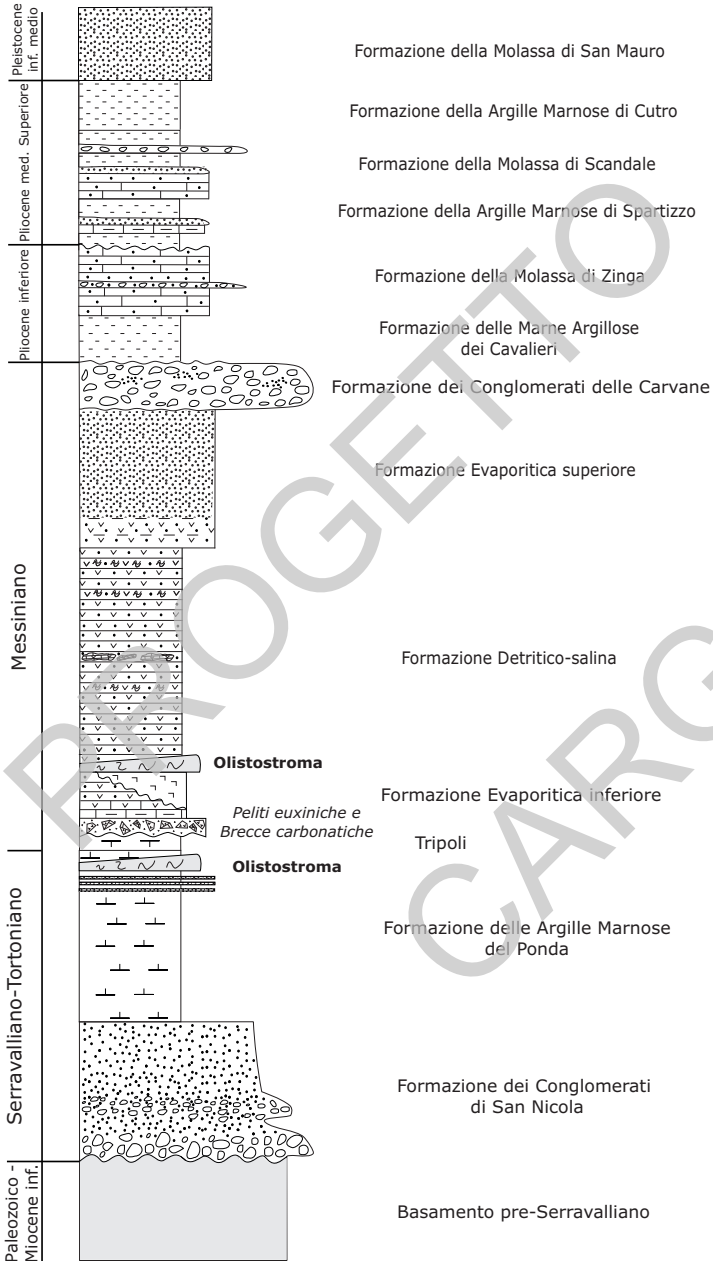 Pleistocene
inf. medio
Formazione della Molassa di San Mauro
Pliocene med. Superiore
Formazione della Argille Marnose di Cutro
Formazione della Molassa di Scandale
Formazione della Argille Marnose di Spartizzo
Pliocene inferiore
Formazione della Molassa di Zinga
Formazione delle Marne Argillose
dei Cavalieri
Messiniano
Formazione dei Conglomerati delle Carvane
Formazione Evaporitica superiore
Formazione Detritico-salina
Olistostroma
Formazione Evaporitica inferiore
Peliti euxiniche e
Brecce carbonatiche
Tripoli
Serravalliano-Tortoniano
Olistostroma
Formazione delle Argille Marnose
del Ponda
Formazione dei Conglomerati
di San Nicola
Paleozoico -
Miocene inf.
Basamento pre-Serravalliano
PROGETTO
CARG